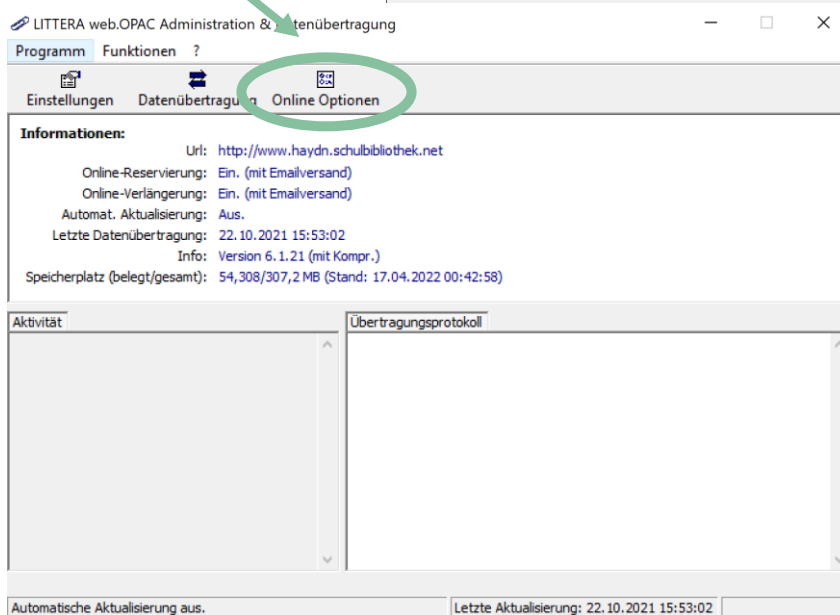 LITTERA web.OPAC Administration & Datenübertragung
Programm Funktionen ?
Einstellungen Datenübertragung Online Optionen
Informationen:
Url: http://www.haydn.schulbibliothek.net
Online-Reservierung: Ein. (mit Emailversand)
Online-Verlängerung: Ein. (mit Emailversand)
Automat. Aktualisierung: Aus.
Letzte Datenübertragung: 22.10.2021 15:53:02
Info: Version 6.1.21 (mit Kompr.)
Speicherplatz (belegt/gesamt): 54,308/307,2 MB (Stand: 17.04.2022 00:42:58)
Aktivität Übertragungsprotokoll
Automatische Aktualisierung aus. Letzte Aktualisierung: 22.10.2021 15:53:02